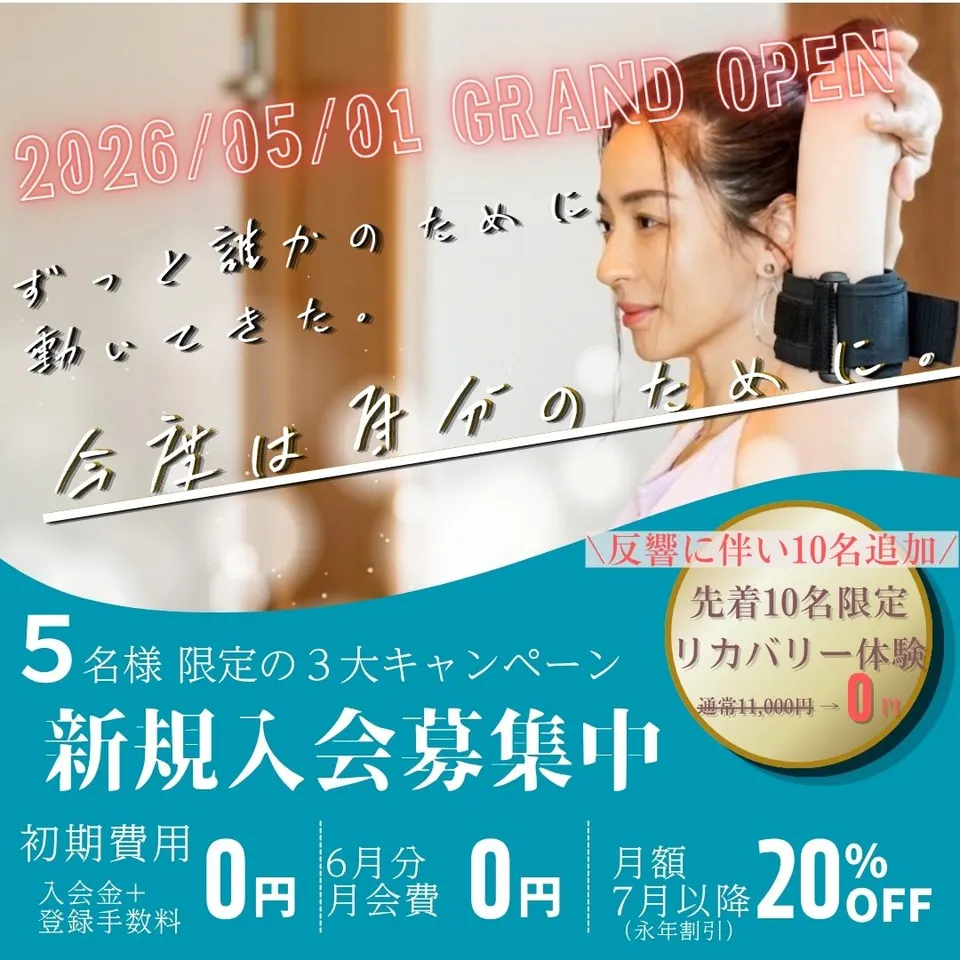 2026/05/01 GRAND OPEN
ずっと誰かのために
動いてきた。
今度は自分のために。
\反響に伴い10名追加/
先着10名限定
リカバリー体験
通常11,000円→0円
5名様 限定の3大キャンペーン
新規入会募集中
初期費用
入会金+
登録手数料
0円
6月分
月会費
0円
月額
7月以降
(永年割引)
20%
OFF